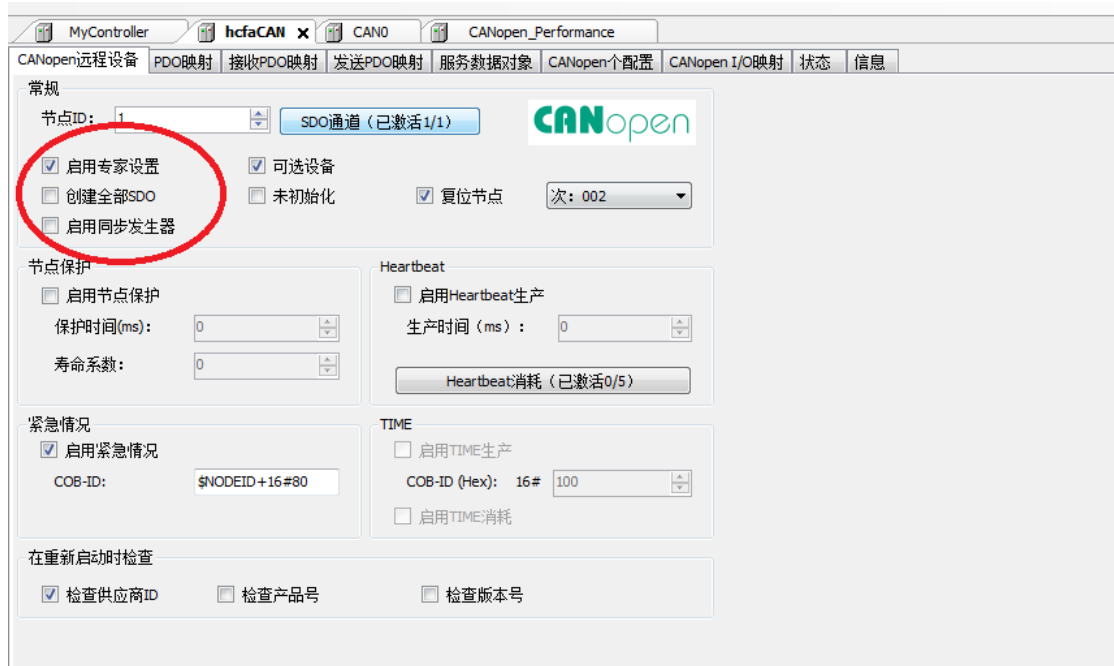 MyController hcfaCAN CAN0 CANopen_Performance
CANopen远程设备 PDO映射 接收PDO映射 发送PDO映射 服务数据对象 CANopen个配置 CANopen I/O映射 状态 信息
常规
节点ID: 1 SDO通道（已激活1/1） CANopen
启用专家设置 可选设备
创建全部SDO 未初始化 复位节点 次: 002
启用同步发生器
节点保护 Heartbeat
启用节点保护 启用Heartbeat生产
保护时间(ms): 0 生产时间（ms）: 0
寿命系数: 0
Heartbeat消耗（已激活0/5）
紧急情况 TIME
启用紧急情况 启用TIME生产
COB-ID: $NODEID+16#80 COB-ID (Hex): 16# 100
启用TIME消耗
在重新启动时检查
检查供应商ID 检查产品号 检查版本号